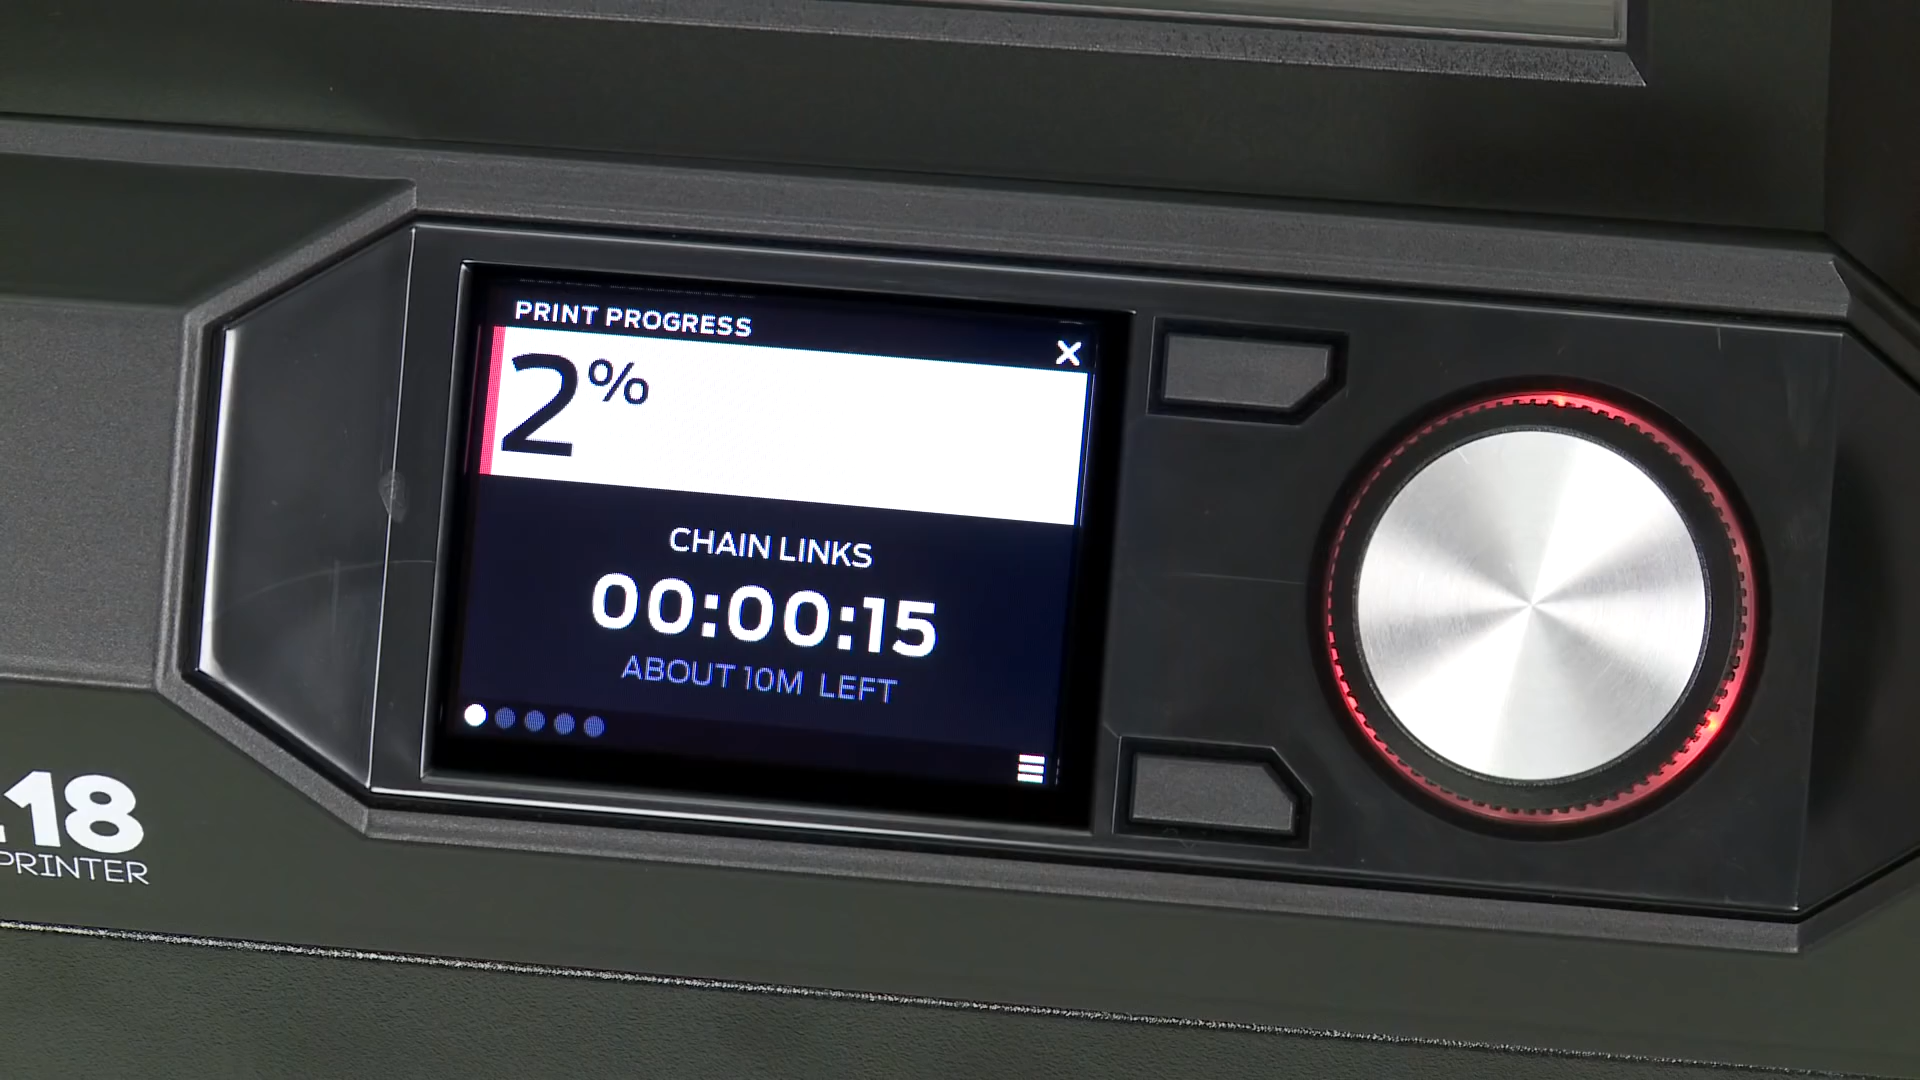 PRINT PROGRESS
X
2%
CHAIN LINKS
00:00:15
ABOUT 10M LEFT
.18
PRINTER